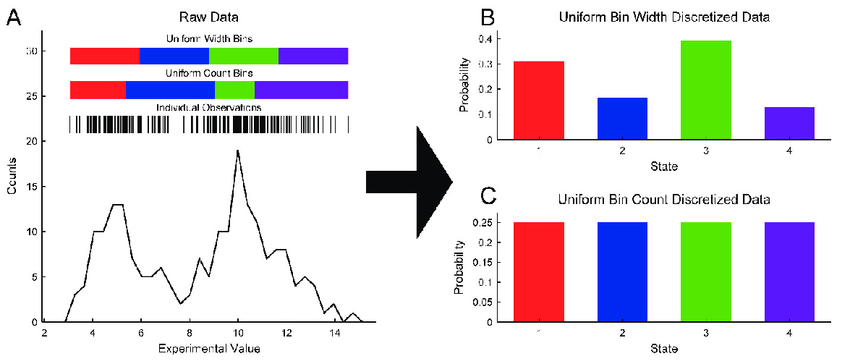 A
Raw Data
Uniform Width Bins
Uniform Count Bins
Individual Observations
30
25
20
15
10
5
0
Counts
2 4 6 8 10 12 14
Experimental Value
B
Uniform Bin Width Discretized Data
0.4
0.3
0.2
0.1
0
Probability
1 2 3 4
State
C
Uniform Bin Count Discretized Data
0.25
0.2
0.15
0.1
0.05
0
Probability
1 2 3 4
State